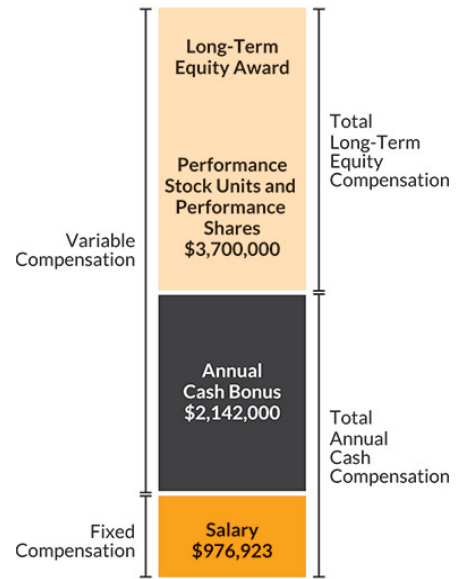 Long-Term
Equity Award
Total
Long-Term
Equity
Compensation
Performance
Stock Units and
Performance
Shares
$3,700,000
Variable
Compensation
Annual
Cash Bonus
$2,142,000
Total
Annual
Cash
Compensation
Fixed
Compensation
Salary
$976,923